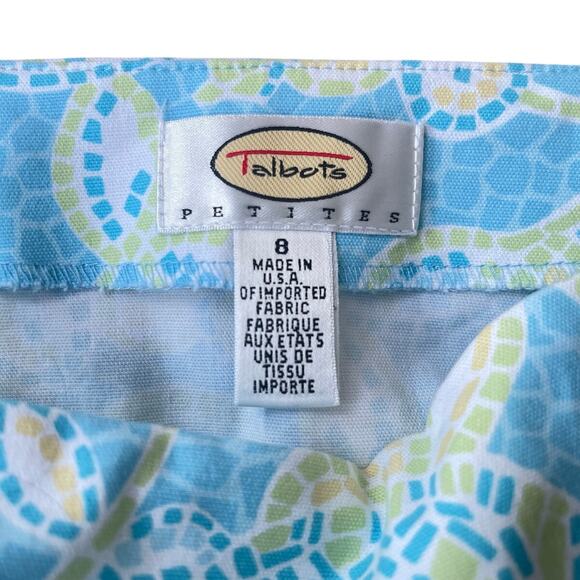 Talbots
PETITES
8
MADE IN
U.S.A.
OF IMPORTED
FABRIC
FABRIQUE
AUX ETATS
UNIS DE
TISSU
IMPORTE